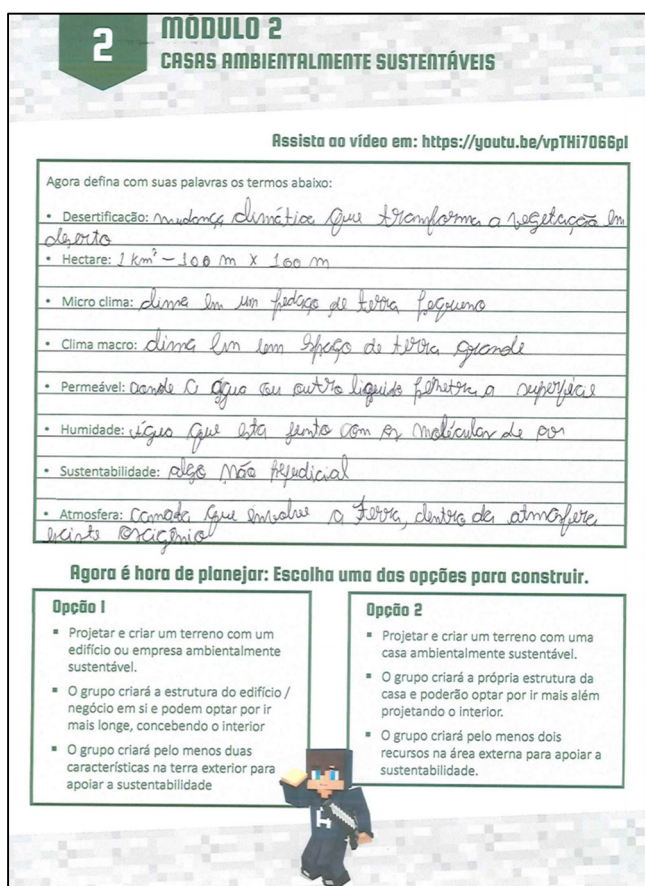 2
MÓDULO 2
CASAS AMBIENTALMENTE SUSTENTÁVEIS
Assista ao vídeo em: https://youtu.be/vpTHi7066pI
Agora defina com suas palavras os termos abaixo:
• Desertificação: mudança climática que transforma a vegetação em
deserto
• Hectare: 1 km² - 100 m x 100 m
• Micro clima: clima em um pedaço de terra pequeno
• Clima macro: clima em um espaço de terra grande
• Permeável: aonde a água ou outro liquido penetra a superfície
• Humidade: água que esta junto com as moléculas de
• Sustentabilidade: algo não prejudicial
• Atmosfera: camada que envolve a terra, dentro da atmosfera
existe oxcigênio
Agora é hora de planejar: Escolha uma das opções para construir.
Opção 1
▪ Projetar e criar um terreno com um
edifício ou empresa ambientalmente
sustentável.
▪ O grupo criará a estrutura do edifício /
negócio em si e podem optar por ir
mais longe, concebendo o interior
▪ O grupo criará pelo menos duas
características na terra exterior para
apoiar a sustentabilidade
Opção 2
▪ Projetar e criar um terreno com uma
casa ambientalmente sustentável.
▪ O grupo criará a própria estrutura da
casa e poderão optar por ir mais além
projetando o interior.
▪ O grupo criará pelo menos dois
recursos na área externa para apoiar a
sustentabilidade.